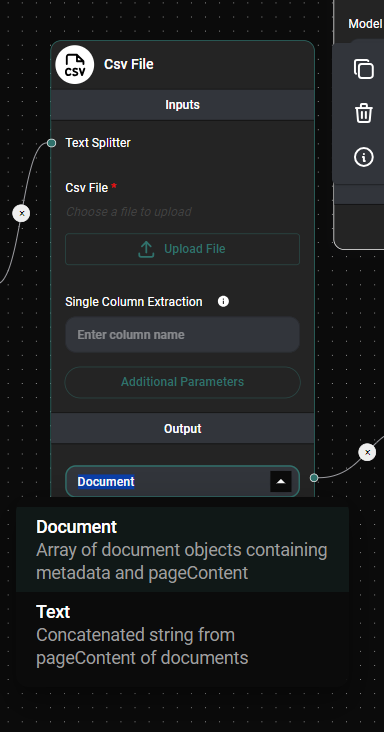 Model
CSV
Csv File
Inputs
Text Splitter
x
Csv File *
Choose a file to upload
Upload File
Single Column Extraction i
Enter column name
Additional Parameters
Output
x
Document
Document
Array of document objects containing
metadata and pageContent
Text
Concatenated string from
pageContent of documents